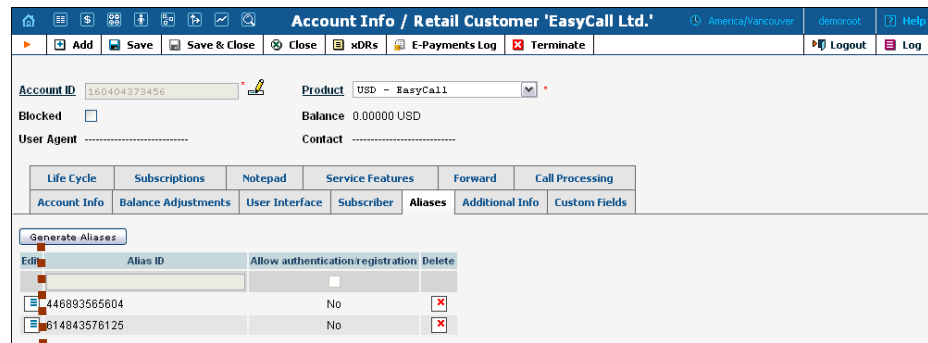 Account Info / Retail Customer 'EasyCall Ltd.' America/Vancouver demoroot ? Help
Add Save Save & Close Close xDRs E-Payments Log Terminate Logout Log
Account ID 160404373456 * Product USD - EasyCall *
Blocked Balance 0.00000 USD
User Agent --------------------------- Contact ---------------------------
Life Cycle Subscriptions Notepad Service Features Forward Call Processing
Account Info Balance Adjustments User Interface Subscriber Aliases Additional Info Custom Fields
Generate Aliases
Edit Alias ID Allow authentication/registration Delete
446893565604 No
614843576125 No